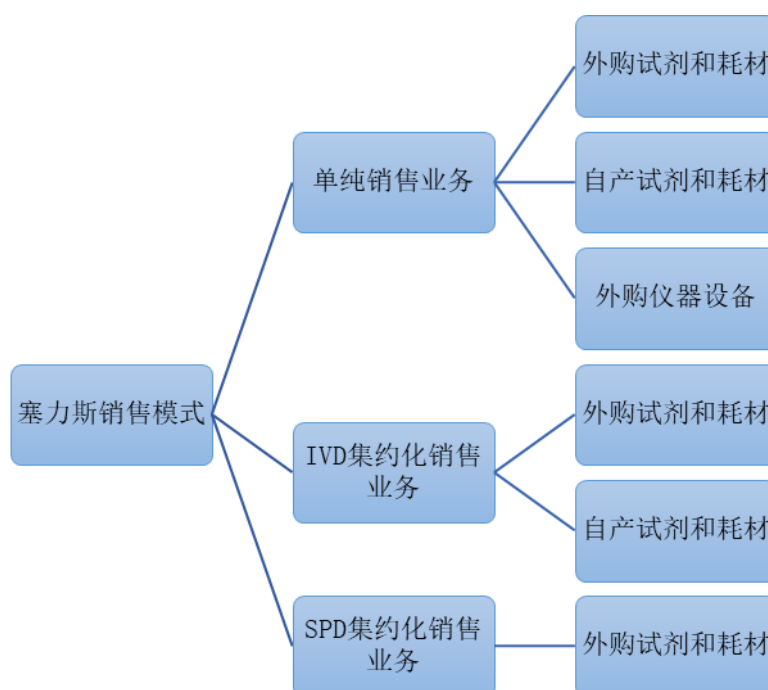 外购试剂和耗材
单纯销售业务
自产试剂和耗材
外购仪器设备
塞力斯销售模式
外购试剂和耗材
IVD集约化销售
业务
自产试剂和耗材
SPD集约化销售
业务
外购试剂和耗材